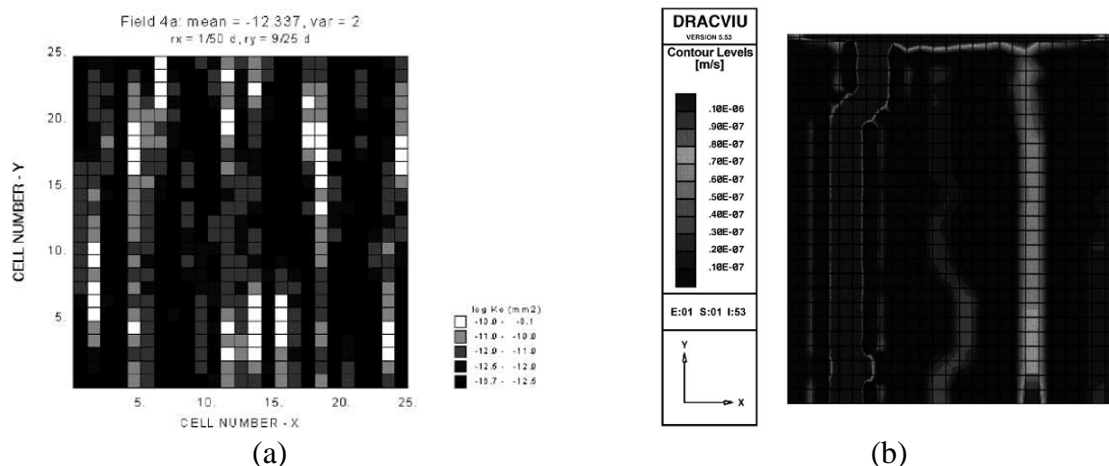 Field 4a: mean = -12.337, var = 2
rx = 1/50 d, ry = 9/25 d
25.
20.
15.
10.
5.
CELL NUMBER - Y
5. 10. 15. 20. 25.
CELL NUMBER - X
log Ko (mm2)
-10.0 - -9.1
-11.0 - -10.0
-12.0 - -11.0
-12.5 - -12.0
-15.7 - -12.5
(a)
DRACVIU
VERSION 5.53
Contour Levels
[m/s]
.10E-06
.90E-07
.80E-07
.70E-07
.60E-07
.50E-07
.40E-07
.30E-07
.20E-07
.10E-07
E:01 S:01 I:53
Y
X
(b)